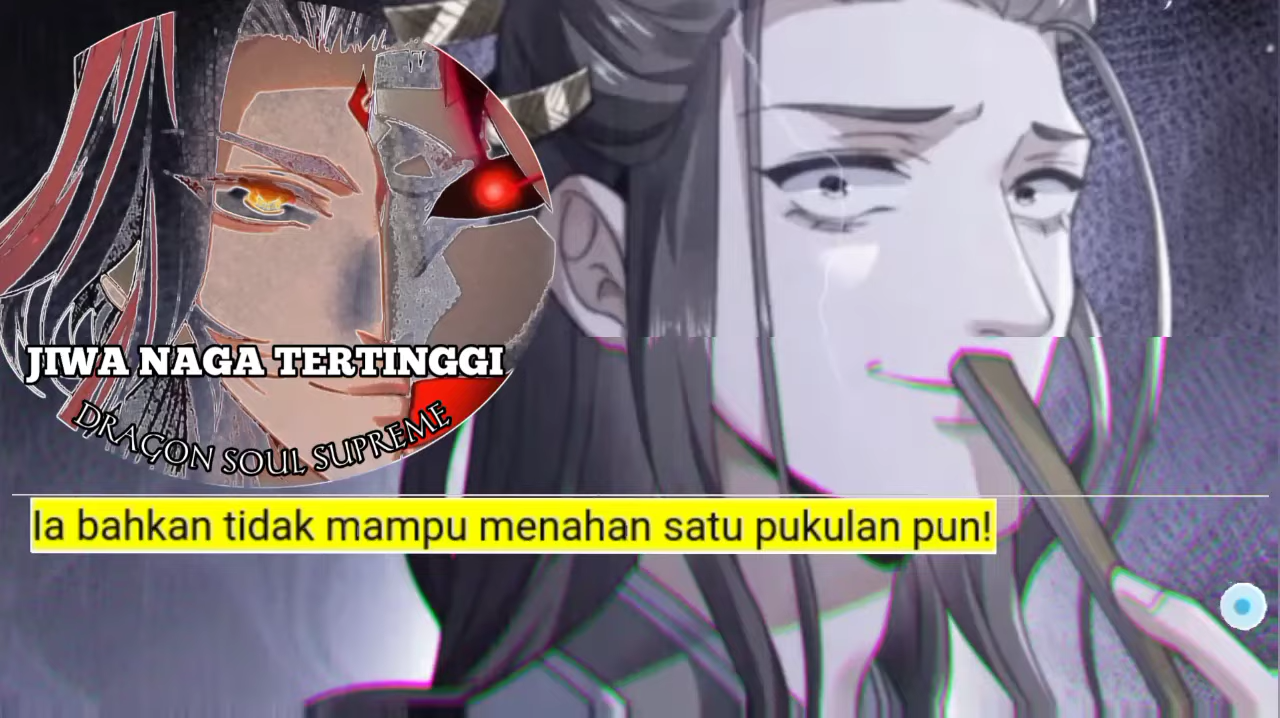 JIWA NAGA TERTINGGI
DRAGON SOUL SUPREME
Ia bahkan tidak mampu menahan satu pukulan pun!